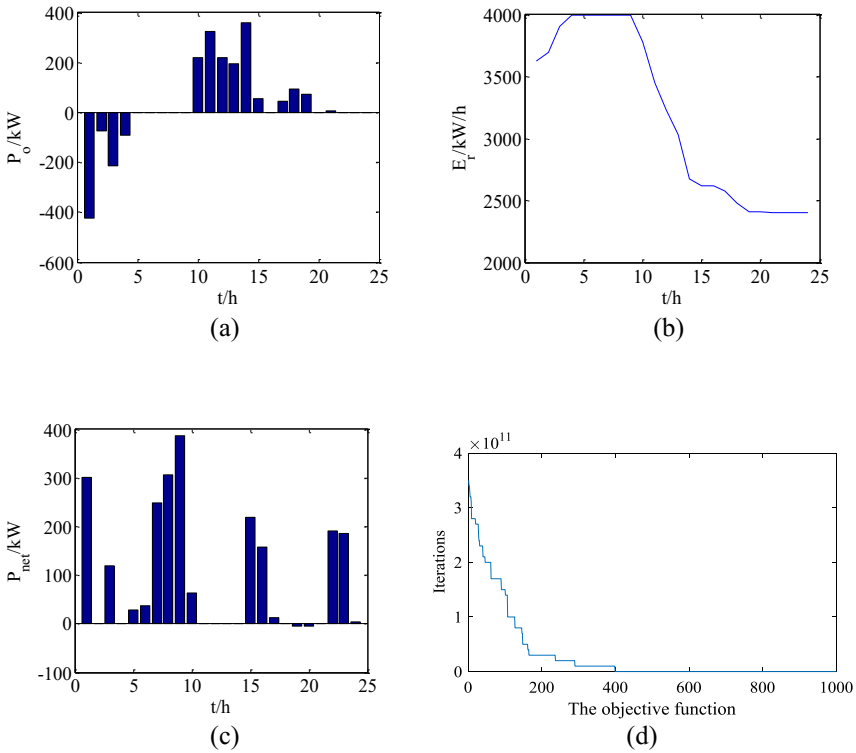 400
200
0
-200
-400
-600
P_o/kW
0 5 10 15 20 25
t/h
(a)
4000
3500
3000
2500
2000
E_r/kW/h
0 5 10 15 20 25
t/h
(b)
400
300
200
100
0
-100
P_net/kW
0 5 10 15 20 25
t/h
(c)
×10^11
4
3
2
1
0
Iterations
0 200 400 600 800 1000
The objective function
(d)